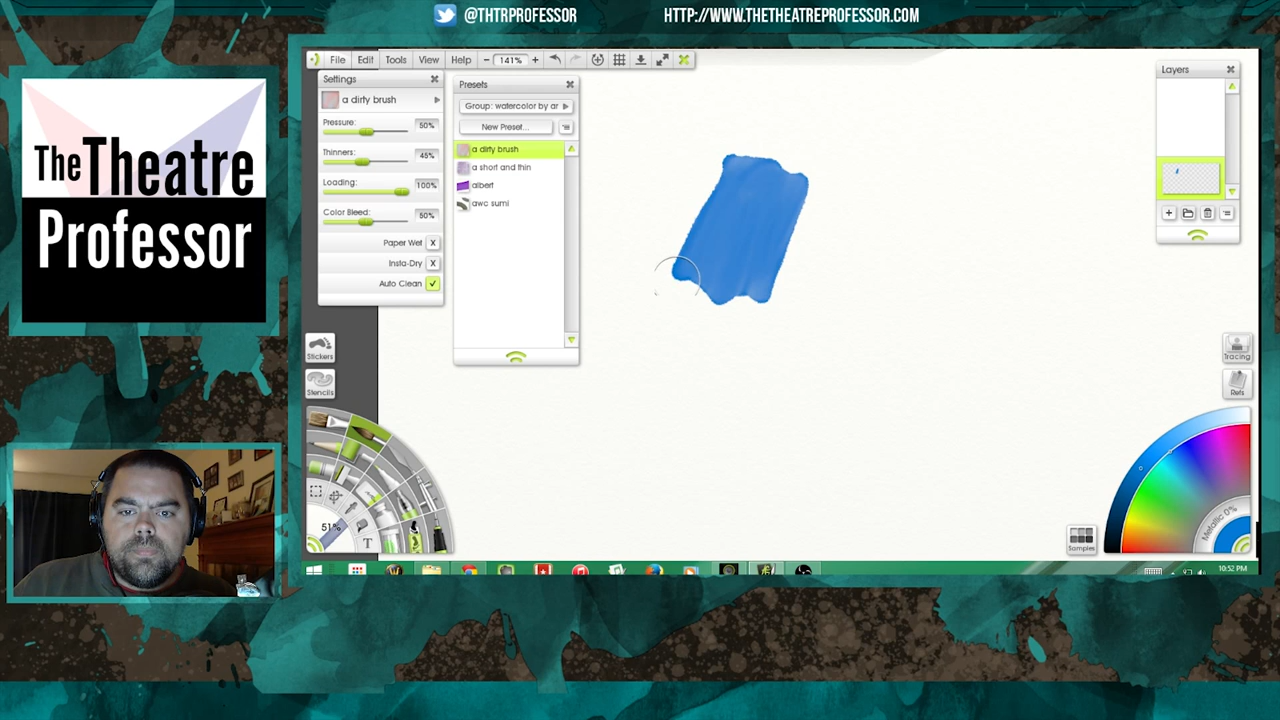 @THTRPROFESSOR
HTTP://WWW.THETHEATREPROFESSOR.COM
The Theatre
Professor
File Edit Tools View Help 141%
Settings
a dirty brush
Pressure: 50%
Thinners: 45%
Loading: 100%
Color Bleed: 50%
Paper Wet X
Insta-Dry X
Auto Clean
Presets
Group: watercolor by ar
New Preset...
a dirty brush
a short and thin
albert
awc sumi
Layers
Stickers
Stencils
51%
T
Tracing
Refs
Metallic 0%
Samples
10:52 PM